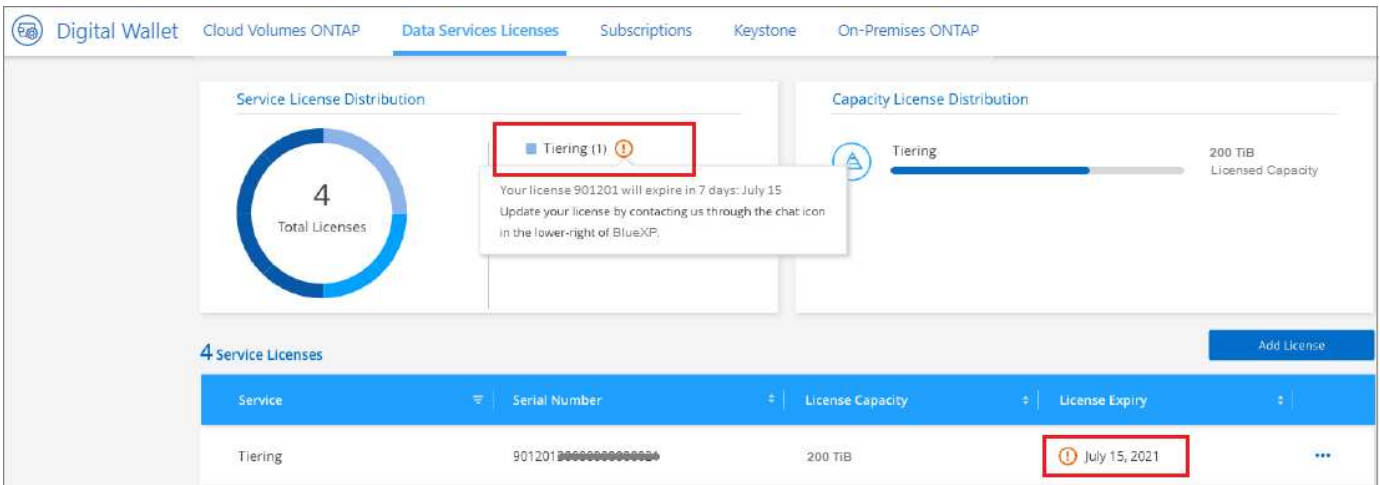 Digital Wallet Cloud Volumes ONTAP Data Services Licenses Subscriptions Keystone On-Premises ONTAP
Service License Distribution
Tiering (1)
4
Total Licenses
Your license 901201 will expire in 7 days: July 15
Update your license by contacting us through the chat icon
in the lower-right of BlueXP.
Capacity License Distribution
Tiering
200 TiB
Licensed Capacity
4 Service Licenses
Add License
Service Serial Number License Capacity License Expiry
Tiering 901201 200 TiB July 15, 2021